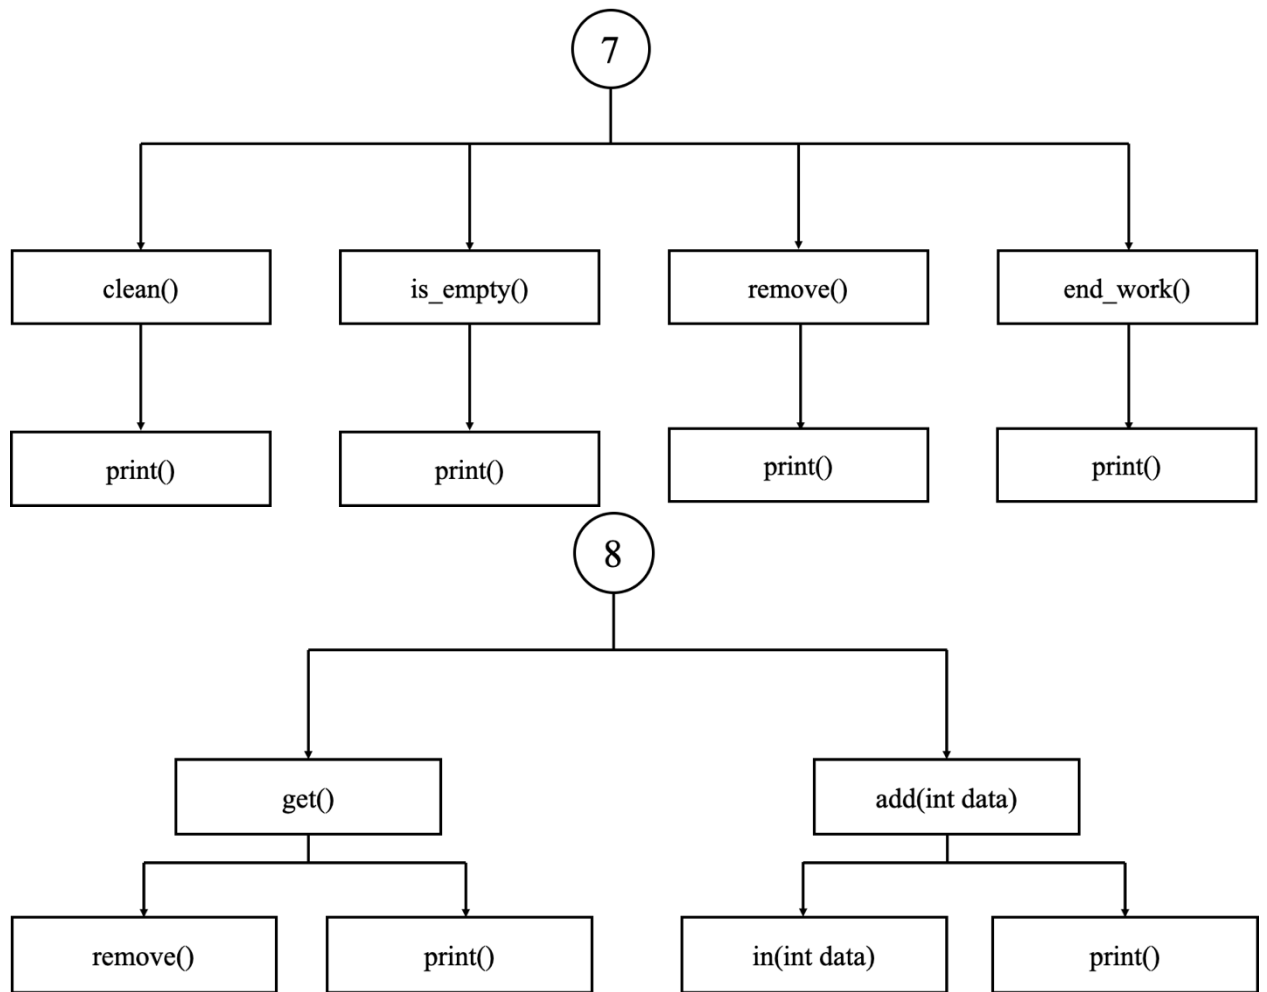 7
clean()
is_empty()
remove()
end_work()
print()
print()
print()
print()
8
get()
add(int data)
remove()
print()
in(int data)
print()